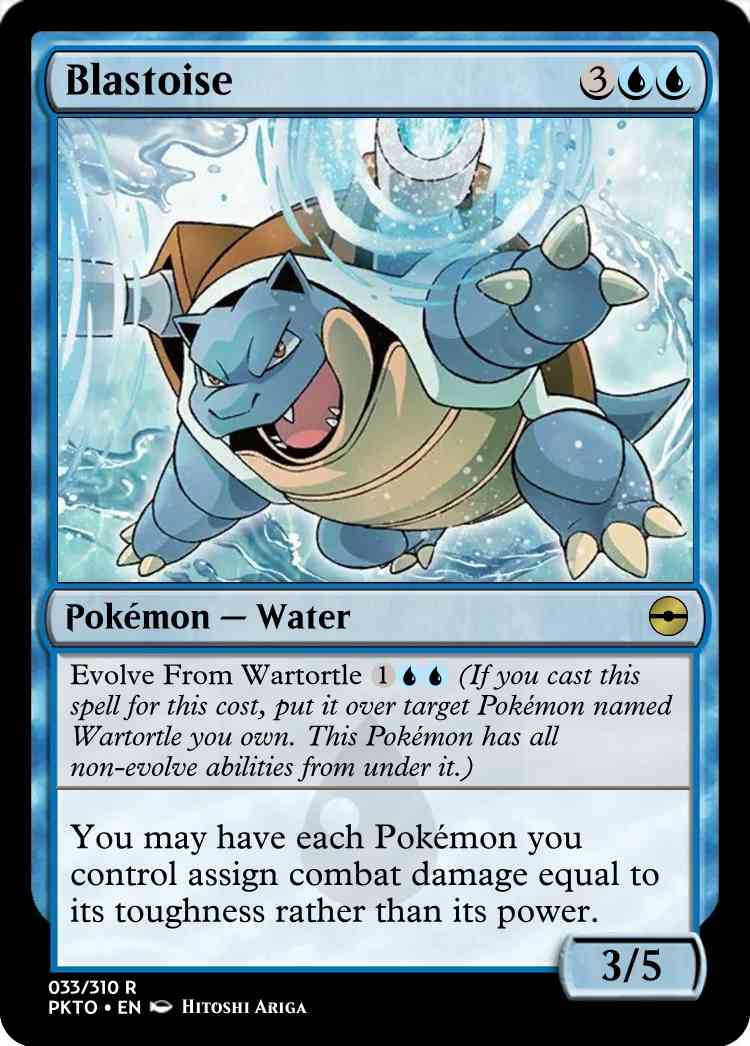 Blastoise 3
Pokémon — Water
Evolve From Wartortle 1 (If you cast this
spell for this cost, put it over target Pokémon named
Wartortle you own. This Pokémon has all
non-evolve abilities from under it.)
You may have each Pokémon you
control assign combat damage equal to
its toughness rather than its power.
3/5
033/310 R
PKTO • EN Hitoshi Ariga